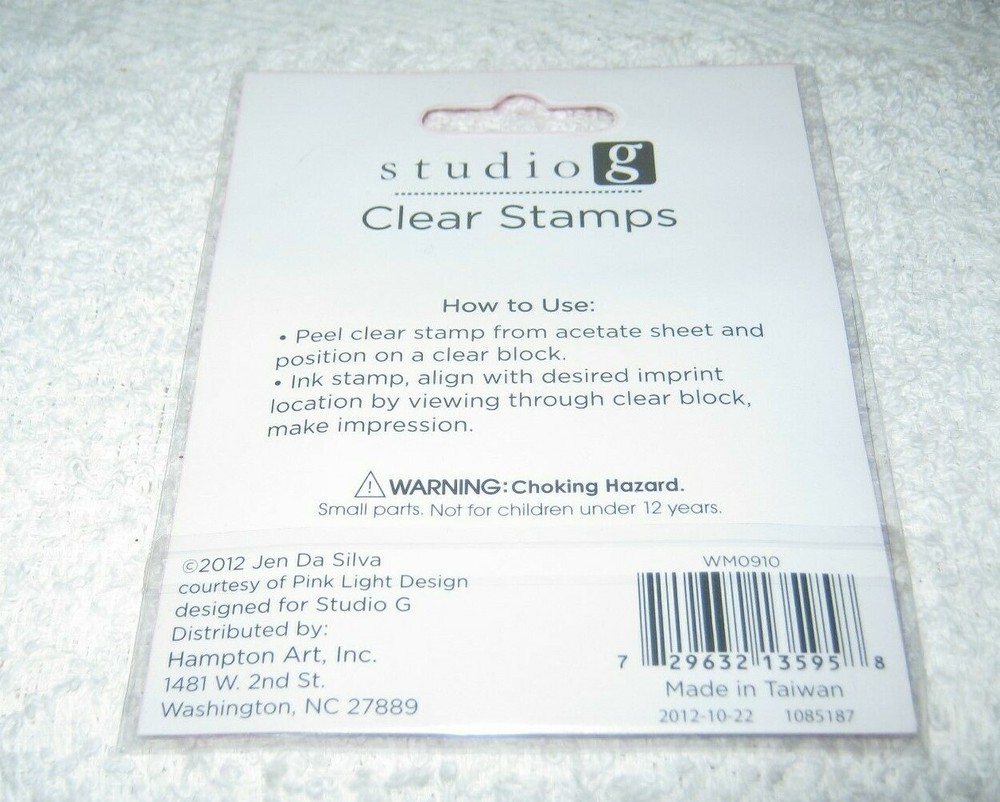 studio g
Clear Stamps
How to Use:
• Peel clear stamp from acetate sheet and
position on a clear block.
• Ink stamp, align with desired imprint
location by viewing through clear block,
make impression.
WARNING: Choking Hazard.
Small parts. Not for children under 12 years.
©2012 Jen Da Silva
courtesy of Pink Light Design
designed for Studio G
Distributed by:
Hampton Art, Inc.
1481 W. 2nd St.
Washington, NC 27889
WM0910
7 29632 13595 8
Made in Taiwan
2012-10-22 1085187